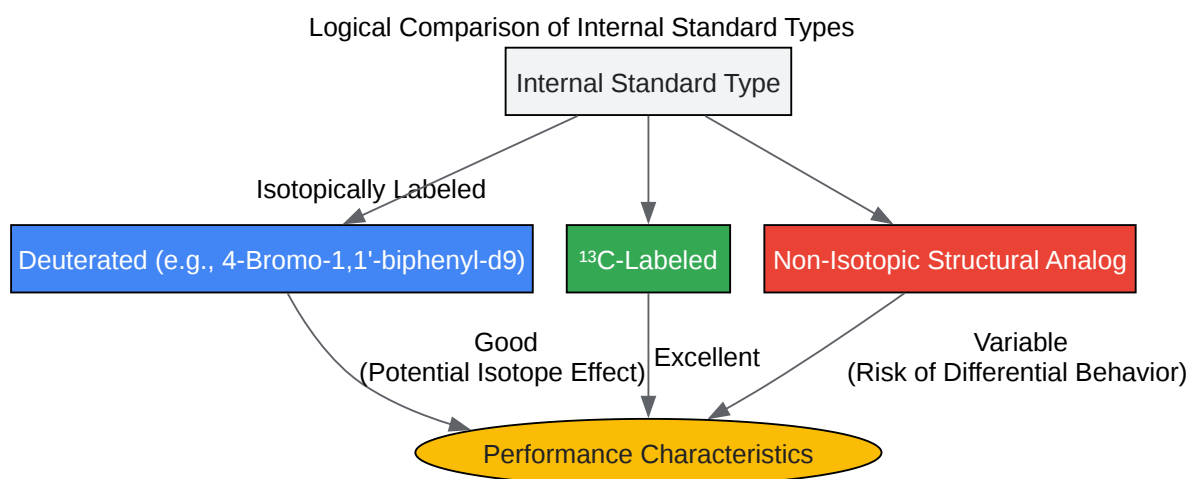 Logical Comparison of Internal Standard Types
Internal Standard Type
Isotopically Labeled
Deuterated (e.g., 4-Bromo-1,1'-biphenyl-d9)
¹³C-Labeled
Non-Isotopic Structural Analog
Good
(Potential Isotope Effect)
Excellent
Variable
(Risk of Differential Behavior)
Performance Characteristics